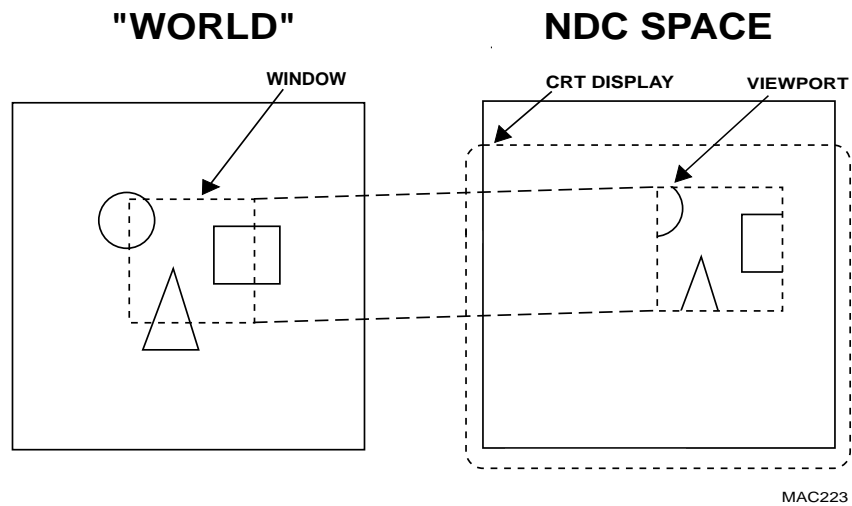 "WORLD"
NDC SPACE
WINDOW
CRT DISPLAY
VIEWPORT
MAC223